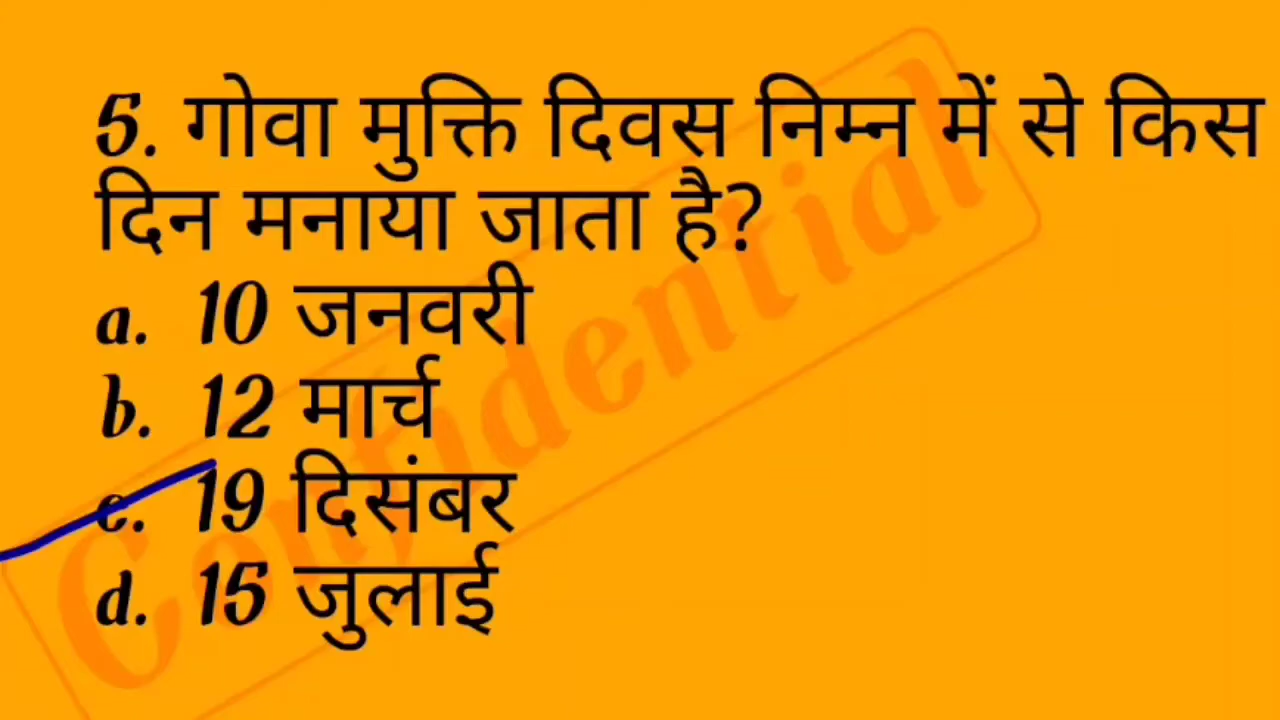 5. गोवा मुक्ति दिवस निम्न में से किस
दिन मनाया जाता है?
a. 10 जनवरी
b. 12 मार्च
c. 19 दिसंबर
d. 15 जुलाई
Confidential